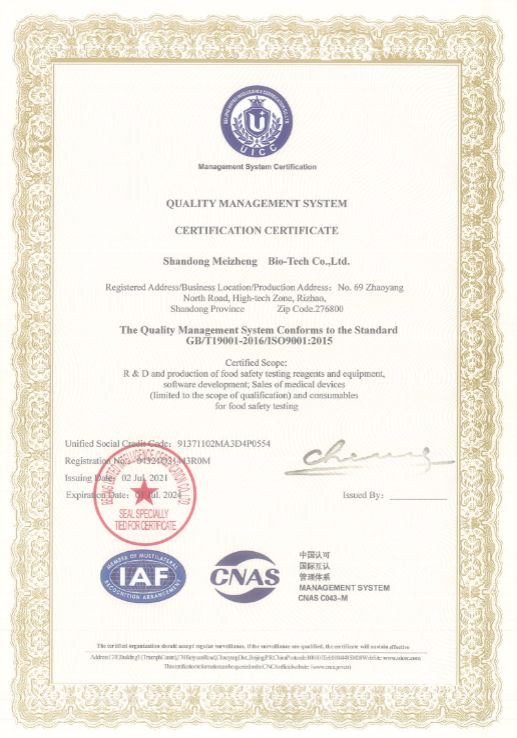 UICC
Management System Certification
QUALITY MANAGEMENT SYSTEM
CERTIFICATION CERTIFICATE
Shandong Meizheng Bio-Tech Co.,Ltd.
Registered Address/Business Location/Production Address: No. 69 Zhaoyang
North Road, High-tech Zone, Rizhao,
Shandong Province Zip Code.276800
The Quality Management System Conforms to the Standard
GB/T19001-2016/ISO9001:2015
Certified Scope:
R & D and production of food safety testing reagents and equipment,
software development; Sales of medical devices
(limited to the scope of qualification) and consumables
for food safety testing
Unified Social Credit Code: 91371102MA3D4P0554
Registration No.:
Issuing Date: 02 Jul. 2021
Expiration Date: 01 Jul. 2024
Issued By:
SEAL SPECIALLY
TIED FOR CERTIFICATE
MEMBER OF MULTILATERAL
IAF
RECOGNITION ARRANGEMENT
CNAS
中国认可
国际互认
管理体系
MANAGEMENT SYSTEM
CNAS C043-M
The certified organization should accept regular surveillance, if the surveillance are qualified, the certificate will sustain effective
www.uicc